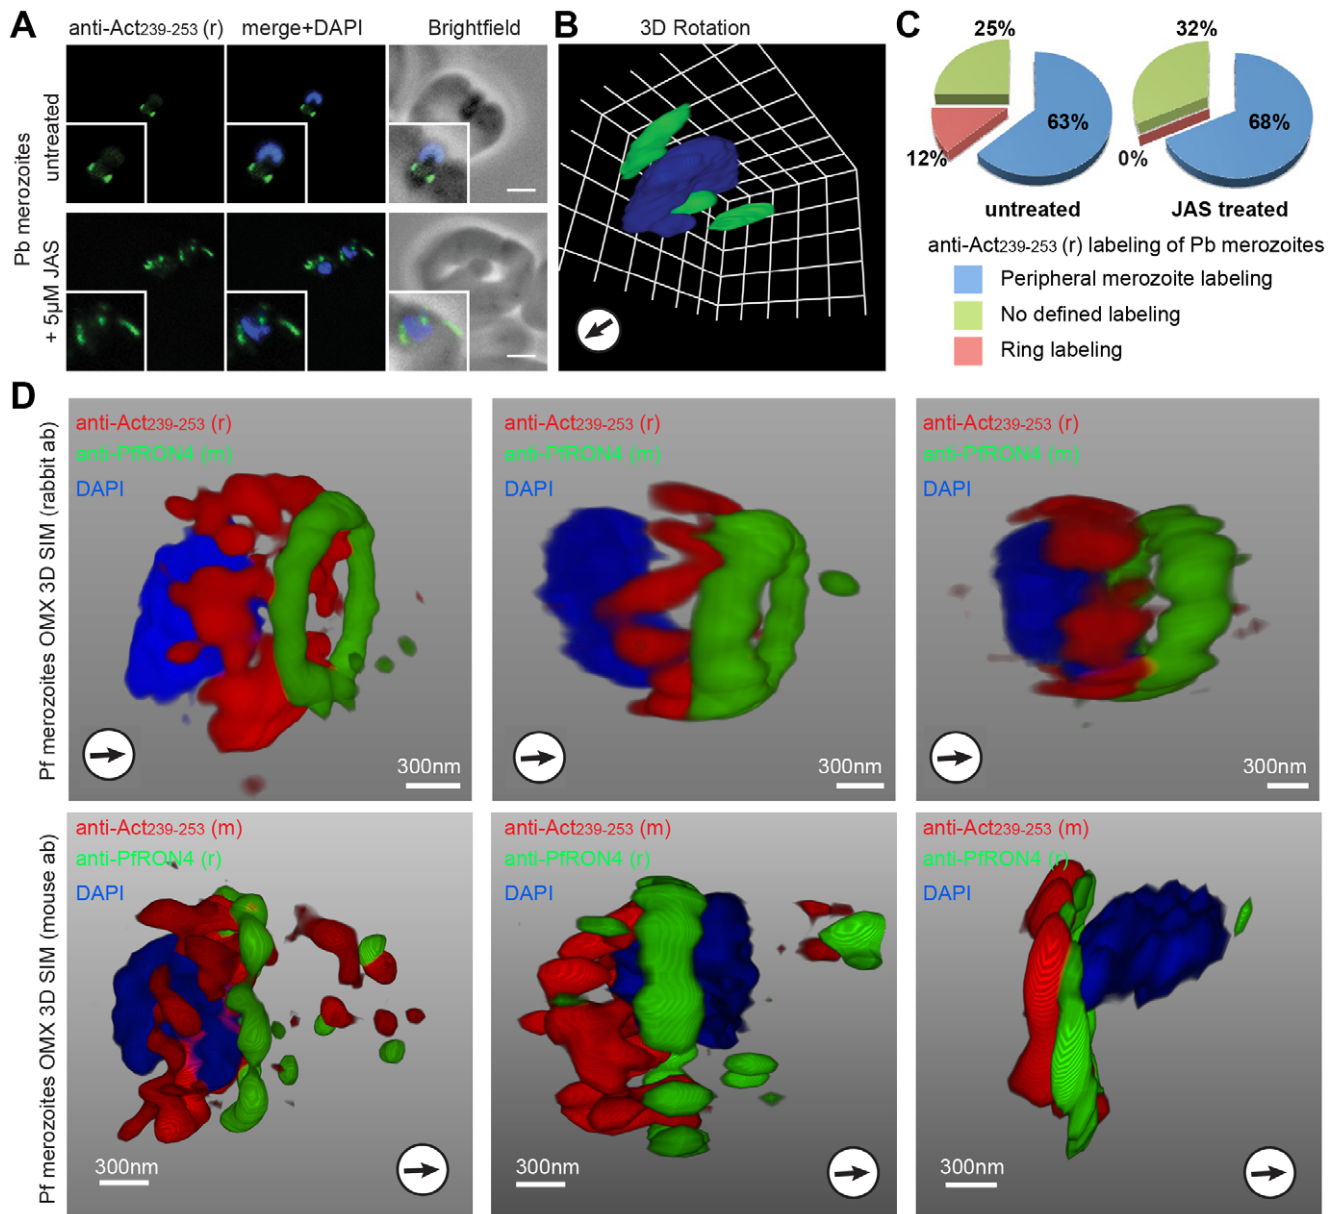 A
anti-Act239-253 (r)
merge+DAPI
Brightfield
Pb merozoites
untreated
+ 5µM JAS
B
3D Rotation
C
25%
63%
12%
untreated
32%
68%
0%
JAS treated
anti-Act239-253 (r) labeling of Pb merozoites
Peripheral merozoite labeling
No defined labeling
Ring labeling
D
Pf merozoites OMX 3D SIM (rabbit ab)
anti-Act239-253 (r)
anti-PfRON4 (m)
DAPI
300nm
anti-Act239-253 (r)
anti-PfRON4 (m)
DAPI
300nm
anti-Act239-253 (r)
anti-PfRON4 (m)
DAPI
300nm
Pf merozoites OMX 3D SIM (mouse ab)
anti-Act239-253 (m)
anti-PfRON4 (r)
DAPI
300nm
anti-Act239-253 (m)
anti-PfRON4 (r)
DAPI
300nm
anti-Act239-253 (m)
anti-PfRON4 (r)
DAPI
300nm